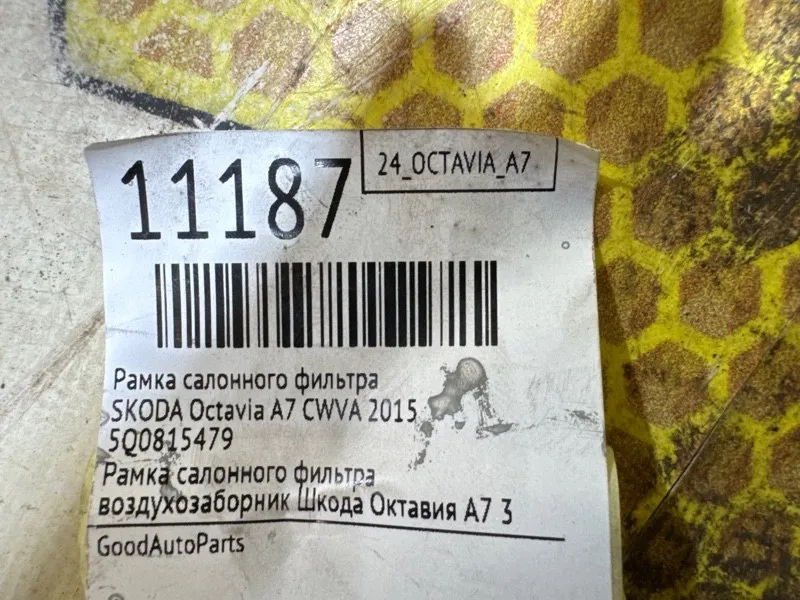 11187
24_OCTAVIA_A7
Рамка салонного фильтра
SKODA Octavia A7 CWVA 2015
5Q0815479
Рамка салонного фильтра
воздухозаборник Шкода Октавия А7 3
GoodAutoParts